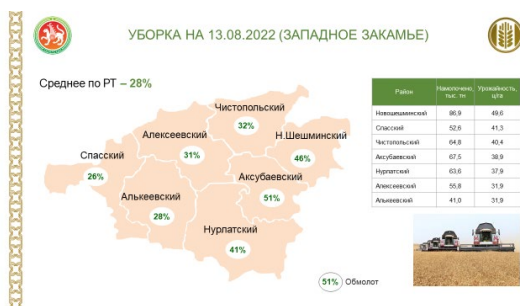 УБОРКА НА 13.08.2022 (ЗАПАДНОЕ ЗАКАМЬЕ)
Среднее по РТ – 28%
Чистопольский
32%
Алексеевский
31%
Н.Шешминский
46%
Спасский
26%
Аксубаевский
51%
Алькеевский
28%
Нурлатский
41%
51% Обмолот
Район Намолочено, тыс. тн Урожайность, ц/га
Новошешминский 96,9 49,6
Спасский 52,6 41,3
Чистопольский 64,8 40,4
Аксубаевский 67,5 38,9
Нурлатский 63,6 37,9
Алексеевский 55,8 31,9
Алькеевский 41,0 31,9